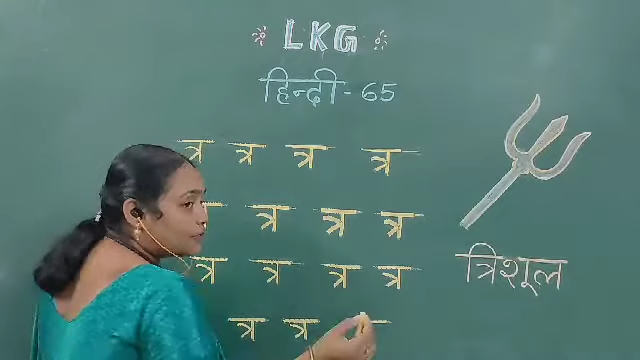 LKG
हिन्दी - 65
त्र त्र त्र त्र
त्र त्र त्र त्र
त्र त्र त्र त्र
त्र त्र
त्रिशूल